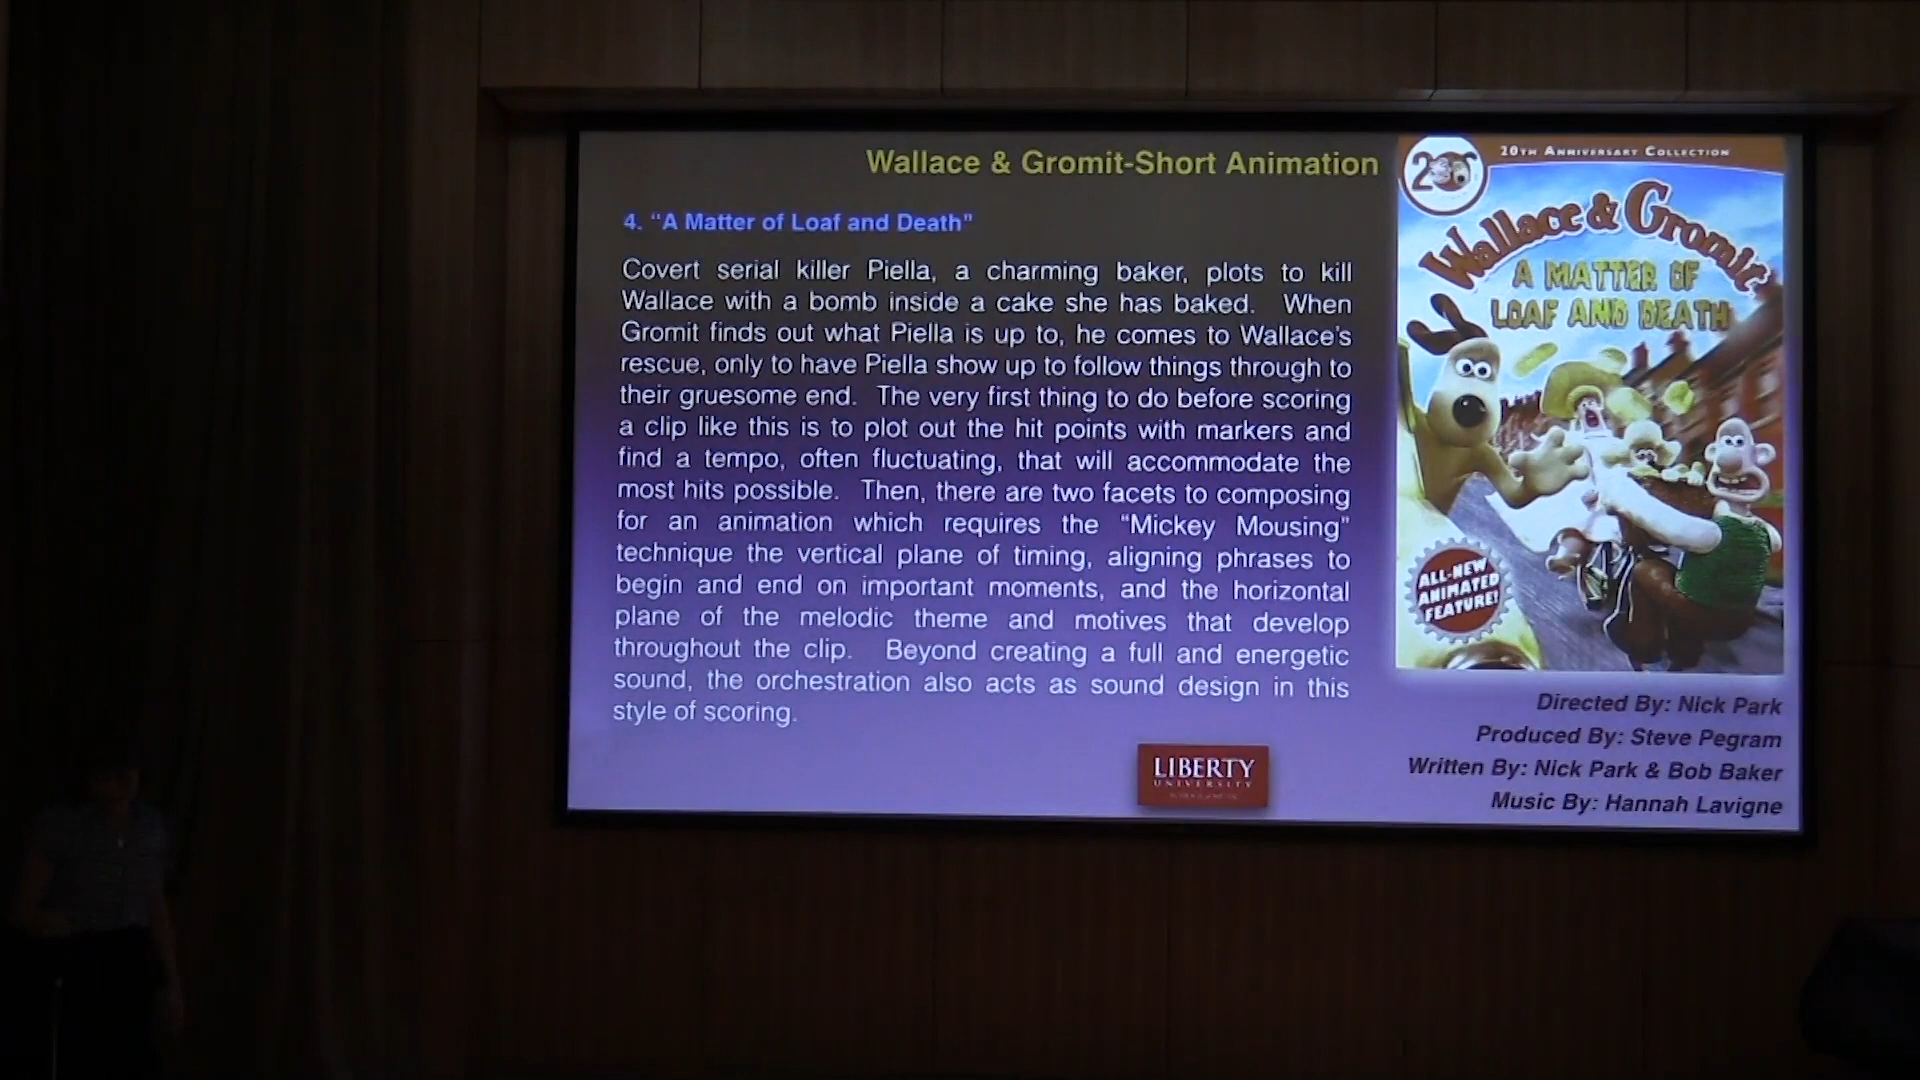 Wallace & Gromit-Short Animation
4. “A Matter of Loaf and Death”
Covert serial killer Piella, a charming baker, plots to kill
Wallace with a bomb inside a cake she has baked. When
Gromit finds out what Piella is up to, he comes to Wallace's
rescue, only to have Piella show up to follow things through to
their gruesome end. The very first thing to do before scoring
a clip like this is to plot out the hit points with markers and
find a tempo, often fluctuating, that will accommodate the
most hits possible. Then, there are two facets to composing
for an animation which requires the “Mickey Mousing”
technique the vertical plane of timing, aligning phrases to
begin and end on important moments, and the horizontal
plane of the melodic theme and motives that develop
throughout the clip. Beyond creating a full and energetic
sound, the orchestration also acts as sound design in this
style of scoring.
20TH ANNIVERSARY COLLECTION
Wallace & Gromit
A MATTER OF
LOAF AND DEATH
ALL-NEW
ANIMATED
FEATURE!
Directed By: Nick Park
Produced By: Steve Pegram
Written By: Nick Park & Bob Baker
Music By: Hannah Lavigne
LIBERTY
UNIVERSITY